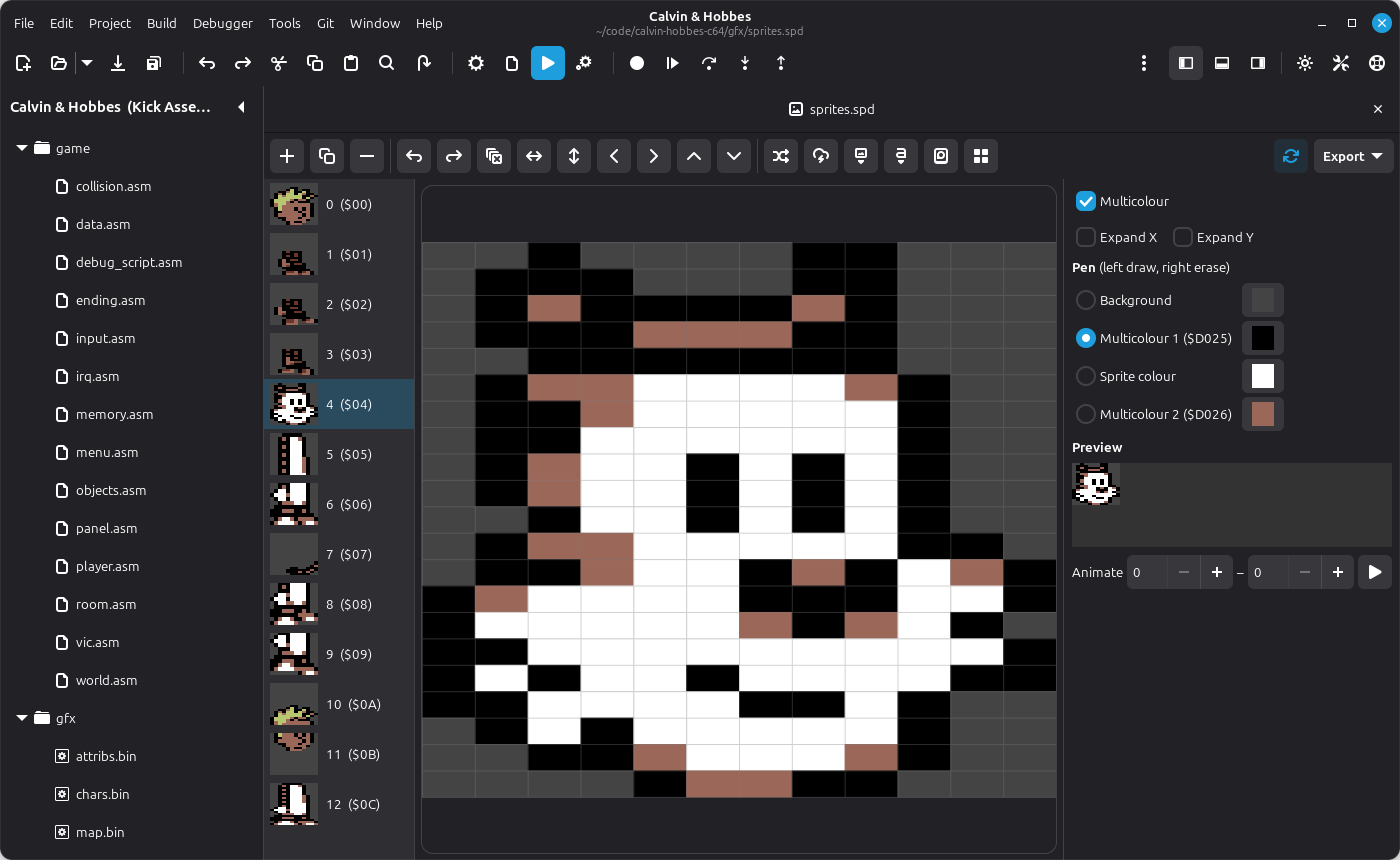 File Edit Project Build Debugger Tools Git Window Help
Calvin & Hobbes
~/code/calvin-hobbes-c64/gfx/sprites.spd
Calvin & Hobbes (Kick Asse...
game
collision.asm
data.asm
debug_script.asm
ending.asm
input.asm
irq.asm
memory.asm
menu.asm
objects.asm
panel.asm
player.asm
room.asm
vic.asm
world.asm
gfx
attribs.bin
chars.bin
map.bin
sprites.spd
Export
0 ($00)
1 ($01)
2 ($02)
3 ($03)
4 ($04)
5 ($05)
6 ($06)
7 ($07)
8 ($08)
9 ($09)
10 ($0A)
11 ($0B)
12 ($0C)
Multicolour
Expand X Expand Y
Pen (left draw, right erase)
Background
Multicolour 1 ($D025)
Sprite colour
Multicolour 2 ($D026)
Preview
Animate 0 − + – 0 − +